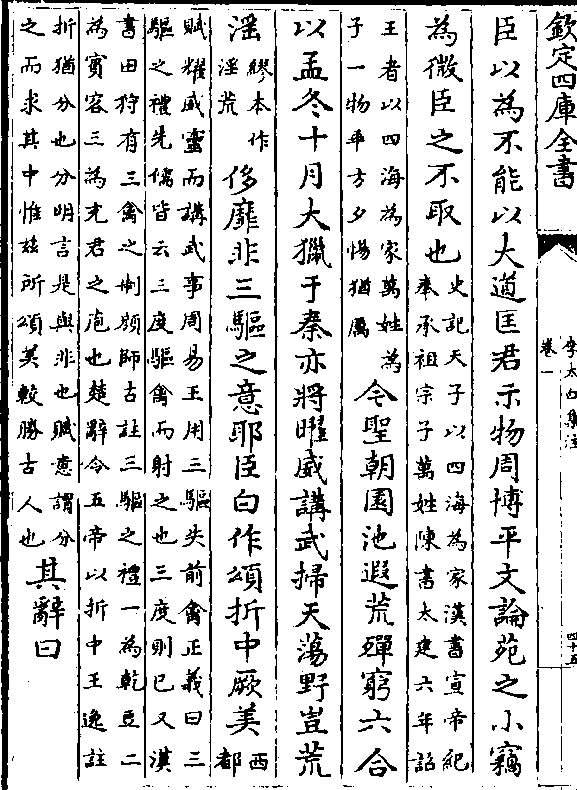 欽定四庫全書
李太白集注
卷一
四十五
臣以為不能以大道匡君示物周博平文論苑之小竊
為微臣之不取也
史記天子以四海為家漢書宣帝紀
奉承祖宗子萬姓陳書太建六年詔
王者以四海為家萬姓為
子一物乖方夕惕猶厲
今聖朝園池遐荒殫窮六合
以孟冬十月大獵于秦亦將曜威講武掃天蕩野豈荒
淫
繆本作
淫荒
侈靡非三驅之意耶臣白作頌折中厥美
西
都
賦耀威靈而講武事周易王用三驅失前禽正義曰三
驅之禮先儒皆云三度驅禽而射之也三度則已又漢
書田狩有三禽之制顏師古註三驅之禮一為乾豆二
為賓容三為充君之庖也楚辭令五帝以折中王逸註
折猶分也分明言是與非也賦意謂分
之而求其中惟茲所頌美較勝古人也
其辭曰